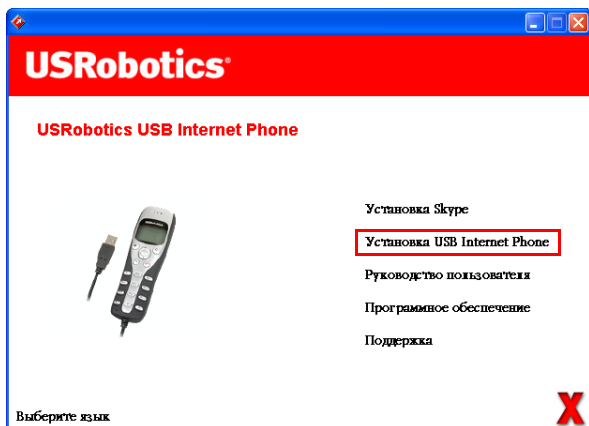 USRobotics®
USRobotics USB Internet Phone
Установка Skype
Установка USB Internet Phone
Руководство пользователя
Программное обеспечение
Поддержка
Выберите язык
X